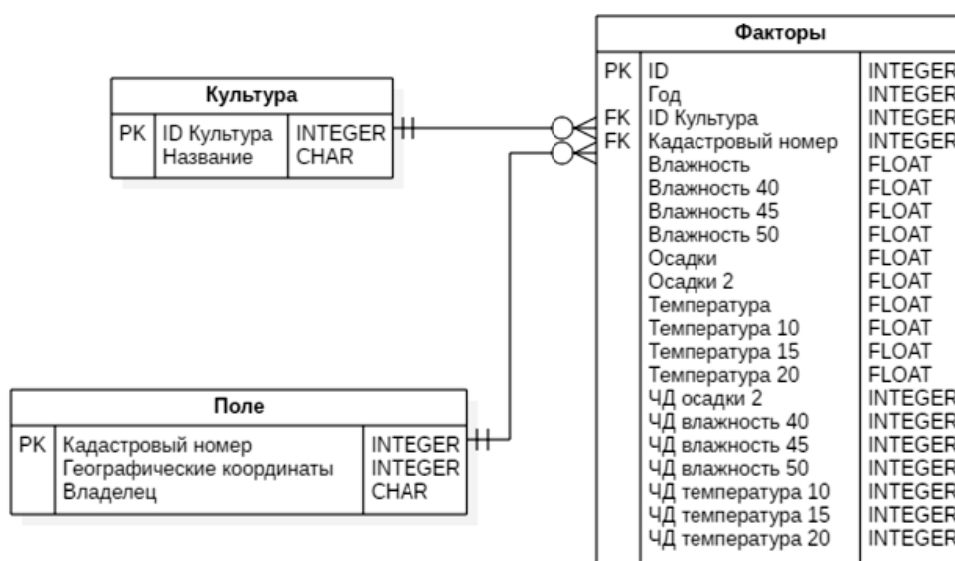 Культура
PK ID Культура INTEGER
Название CHAR
Поле
PK Кадастровый номер INTEGER
Географические координаты INTEGER
Владелец CHAR
Факторы
PK ID INTEGER
Год INTEGER
FK ID Культура INTEGER
FK Кадастровый номер INTEGER
Влажность FLOAT
Влажность 40 FLOAT
Влажность 45 FLOAT
Влажность 50 FLOAT
Осадки FLOAT
Осадки 2 FLOAT
Температура FLOAT
Температура 10 FLOAT
Температура 15 FLOAT
Температура 20 FLOAT
ЧД осадки 2 INTEGER
ЧД влажность 40 INTEGER
ЧД влажность 45 INTEGER
ЧД влажность 50 INTEGER
ЧД температура 10 INTEGER
ЧД температура 15 INTEGER
ЧД температура 20 INTEGER